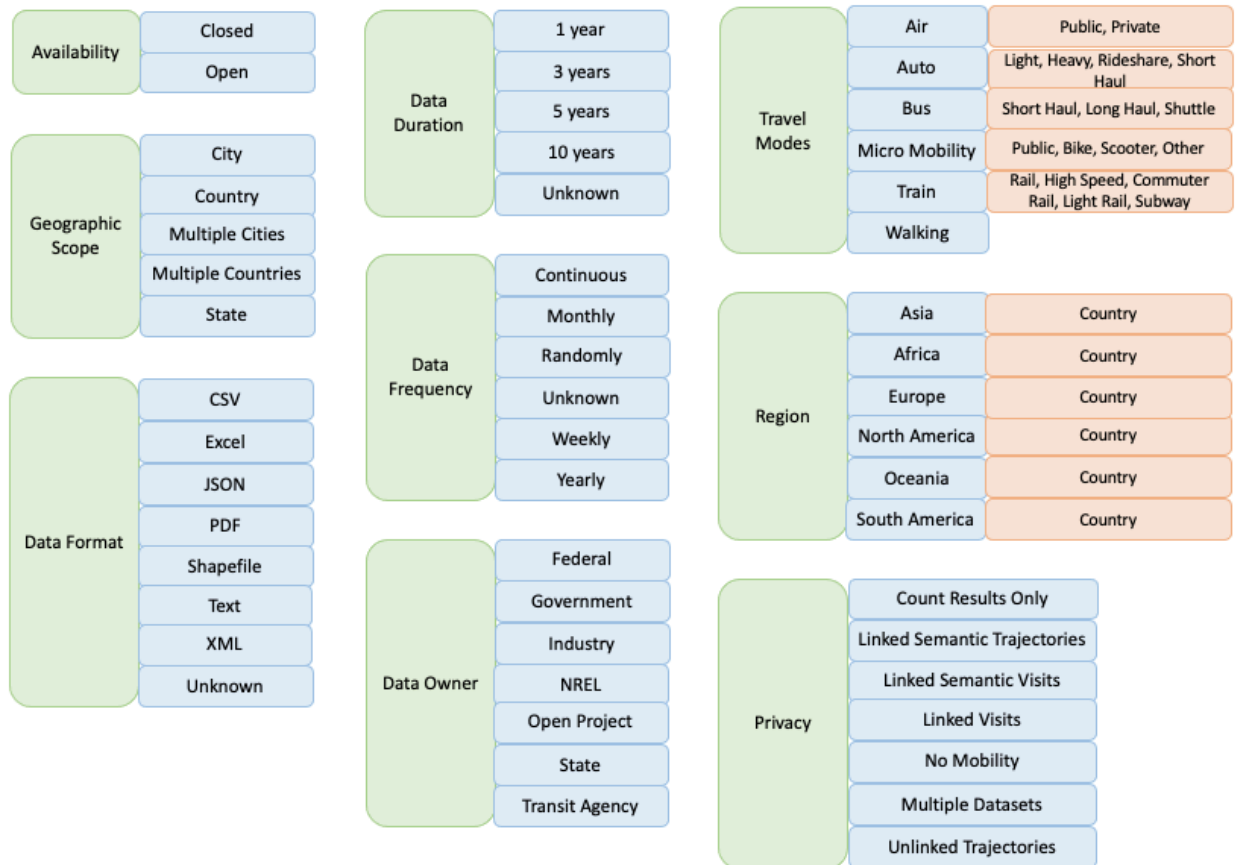 Availability
Closed
Open
Geographic
Scope
City
Country
Multiple Cities
Multiple Countries
State
Data Format
CSV
Excel
JSON
PDF
Shapefile
Text
XML
Unknown
Data
Duration
1 year
3 years
5 years
10 years
Unknown
Data
Frequency
Continuous
Monthly
Randomly
Unknown
Weekly
Yearly
Data Owner
Federal
Government
Industry
NREL
Open Project
State
Transit Agency
Travel
Modes
Air
Public, Private
Auto
Light, Heavy, Rideshare, Short
Haul
Bus
Short Haul, Long Haul, Shuttle
Micro Mobility
Public, Bike, Scooter, Other
Train
Rail, High Speed, Commuter
Rail, Light Rail, Subway
Walking
Region
Asia
Country
Africa
Country
Europe
Country
North America
Country
Oceania
Country
South America
Country
Privacy
Count Results Only
Linked Semantic Trajectories
Linked Semantic Visits
Linked Visits
No Mobility
Multiple Datasets
Unlinked Trajectories